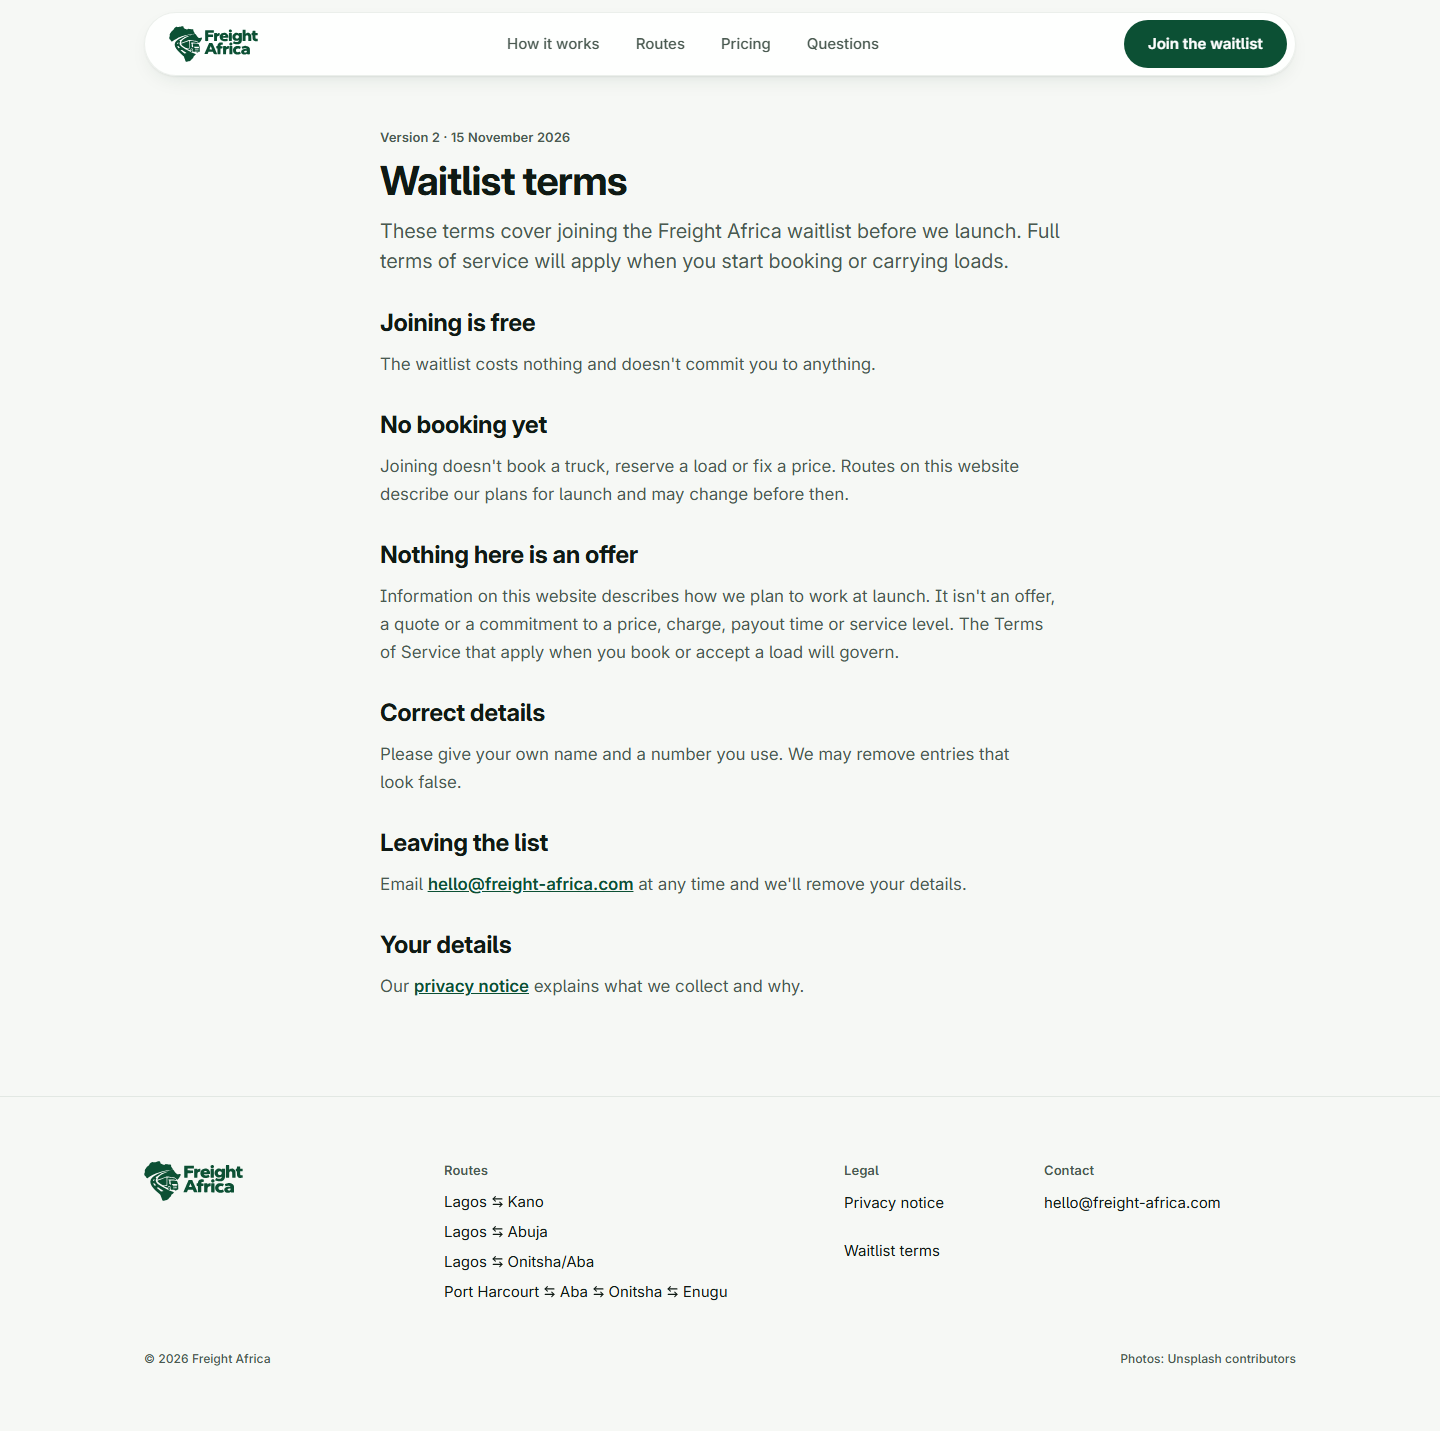 Freight
Africa
How it works
Routes
Pricing
Questions
Join the waitlist
Version 2 · 15 November 2026
Waitlist terms
These terms cover joining the Freight Africa waitlist before we launch. Full
terms of service will apply when you start booking or carrying loads.
Joining is free
The waitlist costs nothing and doesn't commit you to anything.
No booking yet
Joining doesn't book a truck, reserve a load or fix a price. Routes on this website
describe our plans for launch and may change before then.
Nothing here is an offer
Information on this website describes how we plan to work at launch. It isn't an offer,
a quote or a commitment to a price, charge, payout time or service level. The Terms
of Service that apply when you book or accept a load will govern.
Correct details
Please give your own name and a number you use. We may remove entries that
look false.
Leaving the list
Email hello@freight-africa.com at any time and we'll remove your details.
Your details
Our privacy notice explains what we collect and why.
Freight
Africa
Routes
Lagos ⇆ Kano
Lagos ⇆ Abuja
Lagos ⇆ Onitsha/Aba
Port Harcourt ⇆ Aba ⇆ Onitsha ⇆ Enugu
Legal
Privacy notice
Waitlist terms
Contact
hello@freight-africa.com
© 2026 Freight Africa
Photos: Unsplash contributors